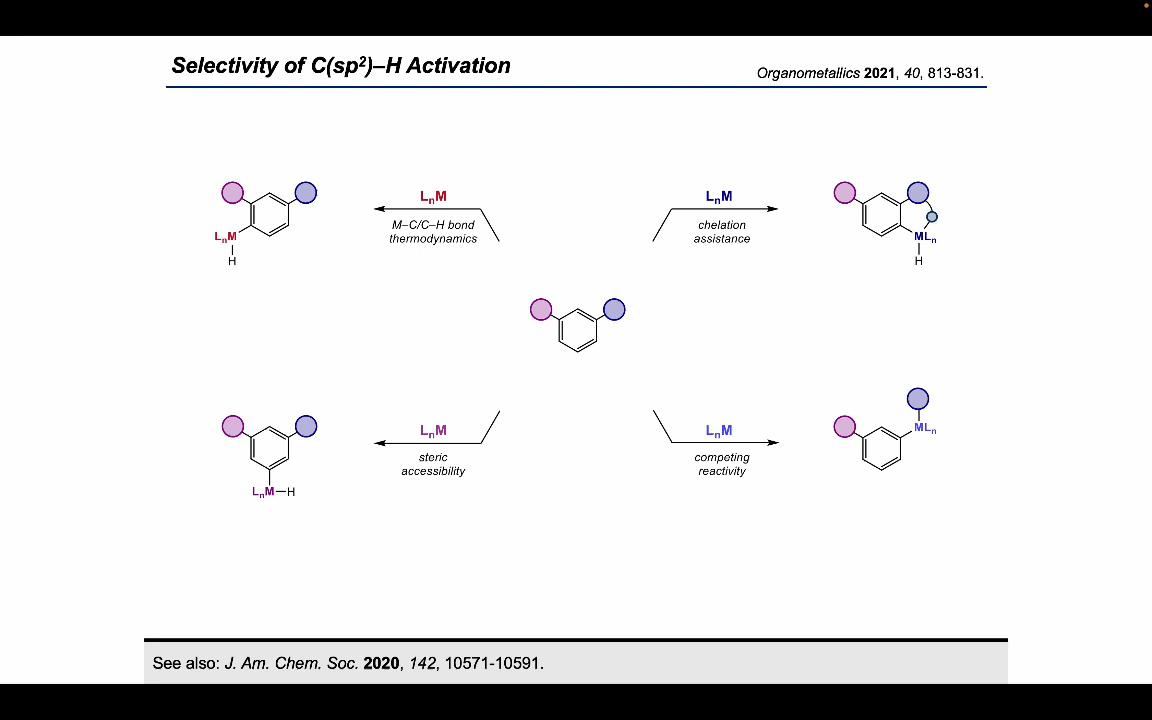 Selectivity of C(sp²)–H Activation
Organometallics 2021, 40, 813-831.
LₙM
M–C/C–H bond
thermodynamics
LₙM
H
LₙM
chelation
assistance
MLₙ
H
LₙM
steric
accessibility
LₙM–H
LₙM
competing
reactivity
MLₙ
See also: J. Am. Chem. Soc. 2020, 142, 10571-10591.